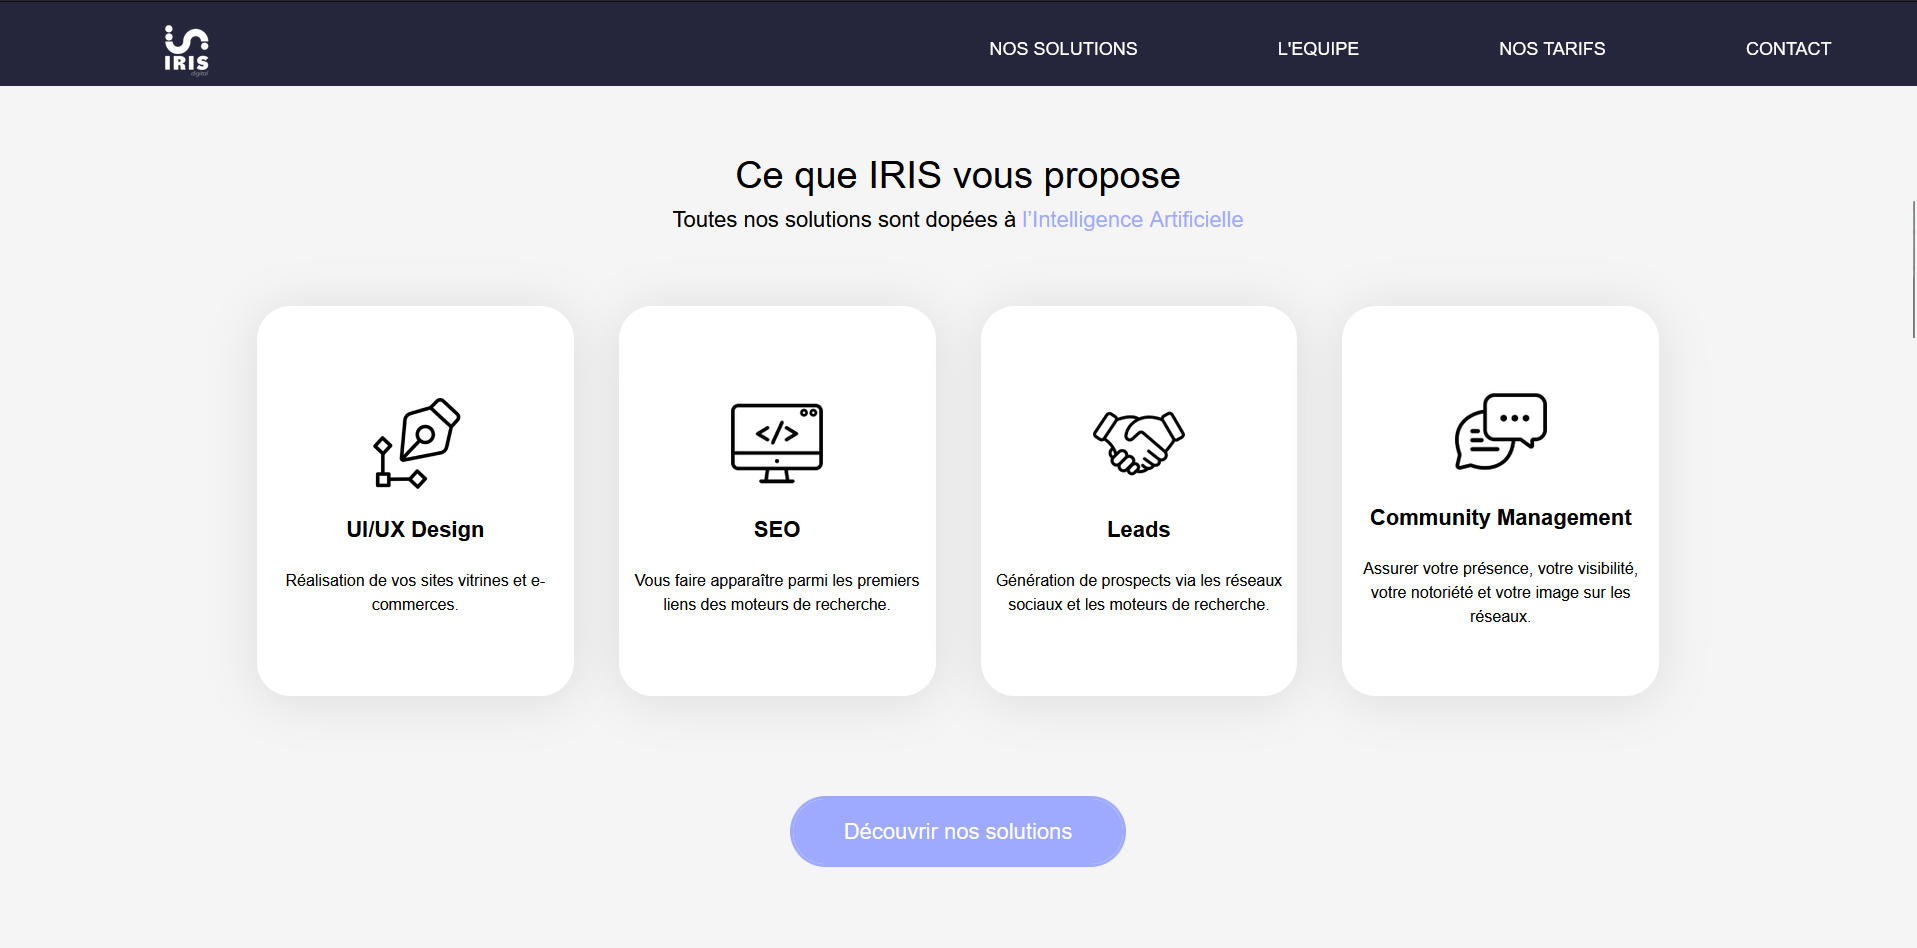 IRIS
digital
NOS SOLUTIONS
L'EQUIPE
NOS TARIFS
CONTACT
Ce que IRIS vous propose
Toutes nos solutions sont dopées à l’Intelligence Artificielle
UI/UX Design
Réalisation de vos sites vitrines et e-
commerces.
SEO
Vous faire apparaître parmi les premiers
liens des moteurs de recherche.
Leads
Génération de prospects via les réseaux
sociaux et les moteurs de recherche.
Community Management
Assurer votre présence, votre visibilité,
votre notoriété et votre image sur les
réseaux.
Découvrir nos solutions